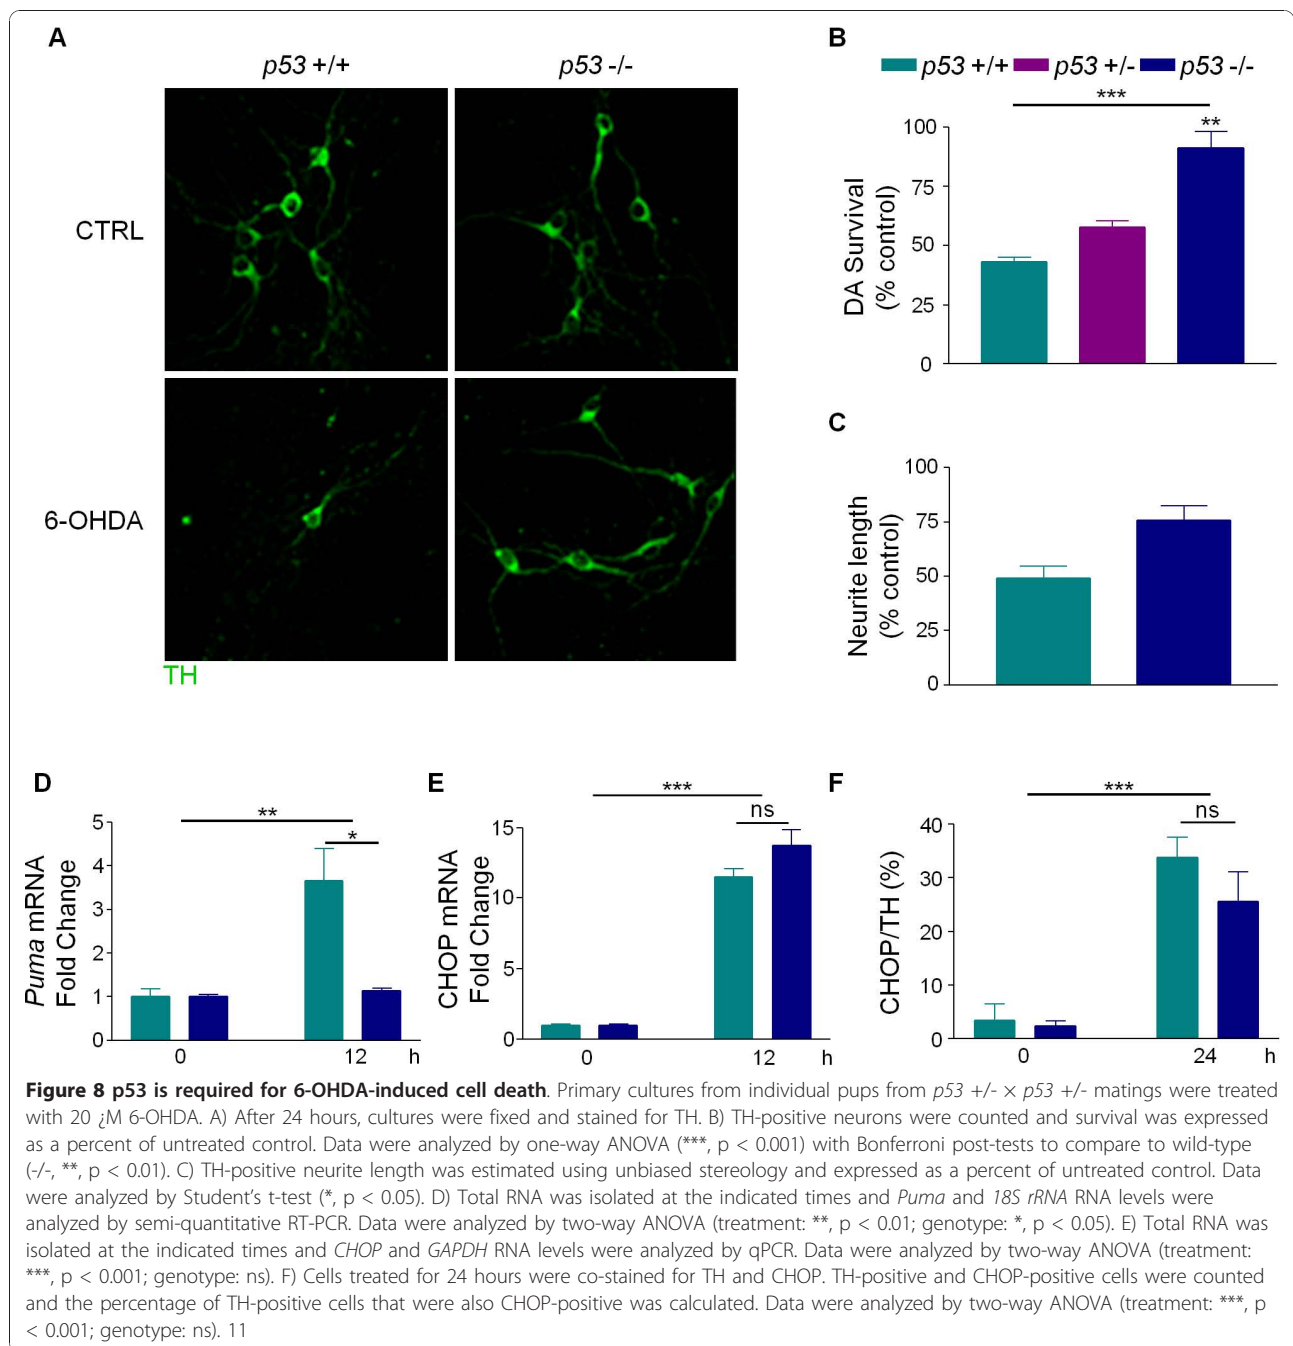 A
p53 +/+
p53 -/-
CTRL
6-OHDA
TH
B
p53 +/+ p53 +/- p53 -/-
***
**
100
75
50
25
0
DA Survival
(% control)
C
100
75
50
25
0
Neurite length
(% control)
D
**
*
5
4
3
2
1
0
Puma mRNA
Fold Change
0 12 h
E
***
ns
15
10
5
0
CHOP mRNA
Fold Change
0 12 h
F
***
ns
40
30
20
10
0
CHOP/TH (%)
0 24 h
Figure 8 p53 is required for 6-OHDA-induced cell death. Primary cultures from individual pups from p53 +/- × p53 +/- matings were treated
with 20 ¿M 6-OHDA. A) After 24 hours, cultures were fixed and stained for TH. B) TH-positive neurons were counted and survival was expressed
as a percent of untreated control. Data were analyzed by one-way ANOVA (***, p < 0.001) with Bonferroni post-tests to compare to wild-type
(-/-, **, p < 0.01). C) TH-positive neurite length was estimated using unbiased stereology and expressed as a percent of untreated control. Data
were analyzed by Student's t-test (*, p < 0.05). D) Total RNA was isolated at the indicated times and Puma and 18S rRNA RNA levels were
analyzed by semi-quantitative RT-PCR. Data were analyzed by two-way ANOVA (treatment: **, p < 0.01; genotype: *, p < 0.05). E) Total RNA was
isolated at the indicated times and CHOP and GAPDH RNA levels were analyzed by qPCR. Data were analyzed by two-way ANOVA (treatment:
***, p < 0.001; genotype: ns). F) Cells treated for 24 hours were co-stained for TH and CHOP. TH-positive and CHOP-positive cells were counted
and the percentage of TH-positive cells that were also CHOP-positive was calculated. Data were analyzed by two-way ANOVA (treatment: ***, p
< 0.001; genotype: ns). 11